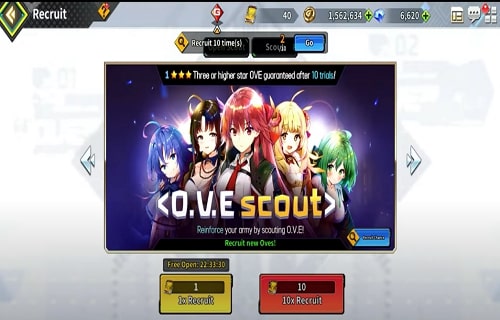 Recruit
40
1,562,634
6,620
Recruit 10 time(s)
2
/10
Go
1 ★★★ Three or higher star OVE guaranteed after 10 trials!
<O.V.E scout>
Reinforce your army by scouting O.V.E!
Recruit new Oves!
Free Open: 22:33:30
1
1x Recruit
10
10x Recruit